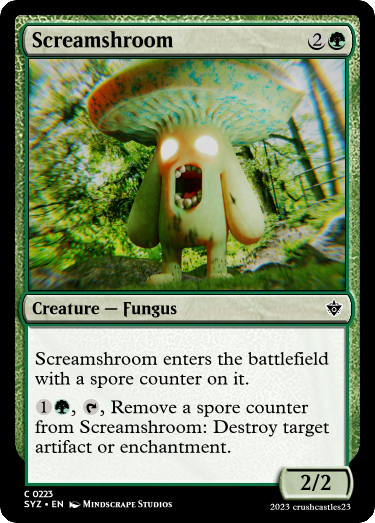 Screamshroom 2
Creature — Fungus
Screamshroom enters the battlefield
with a spore counter on it.
1, , Remove a spore counter
from Screamshroom: Destroy target
artifact or enchantment.
2/2
C 0223
SYZ • EN Mindscrape Studios
2023 crushcastles23